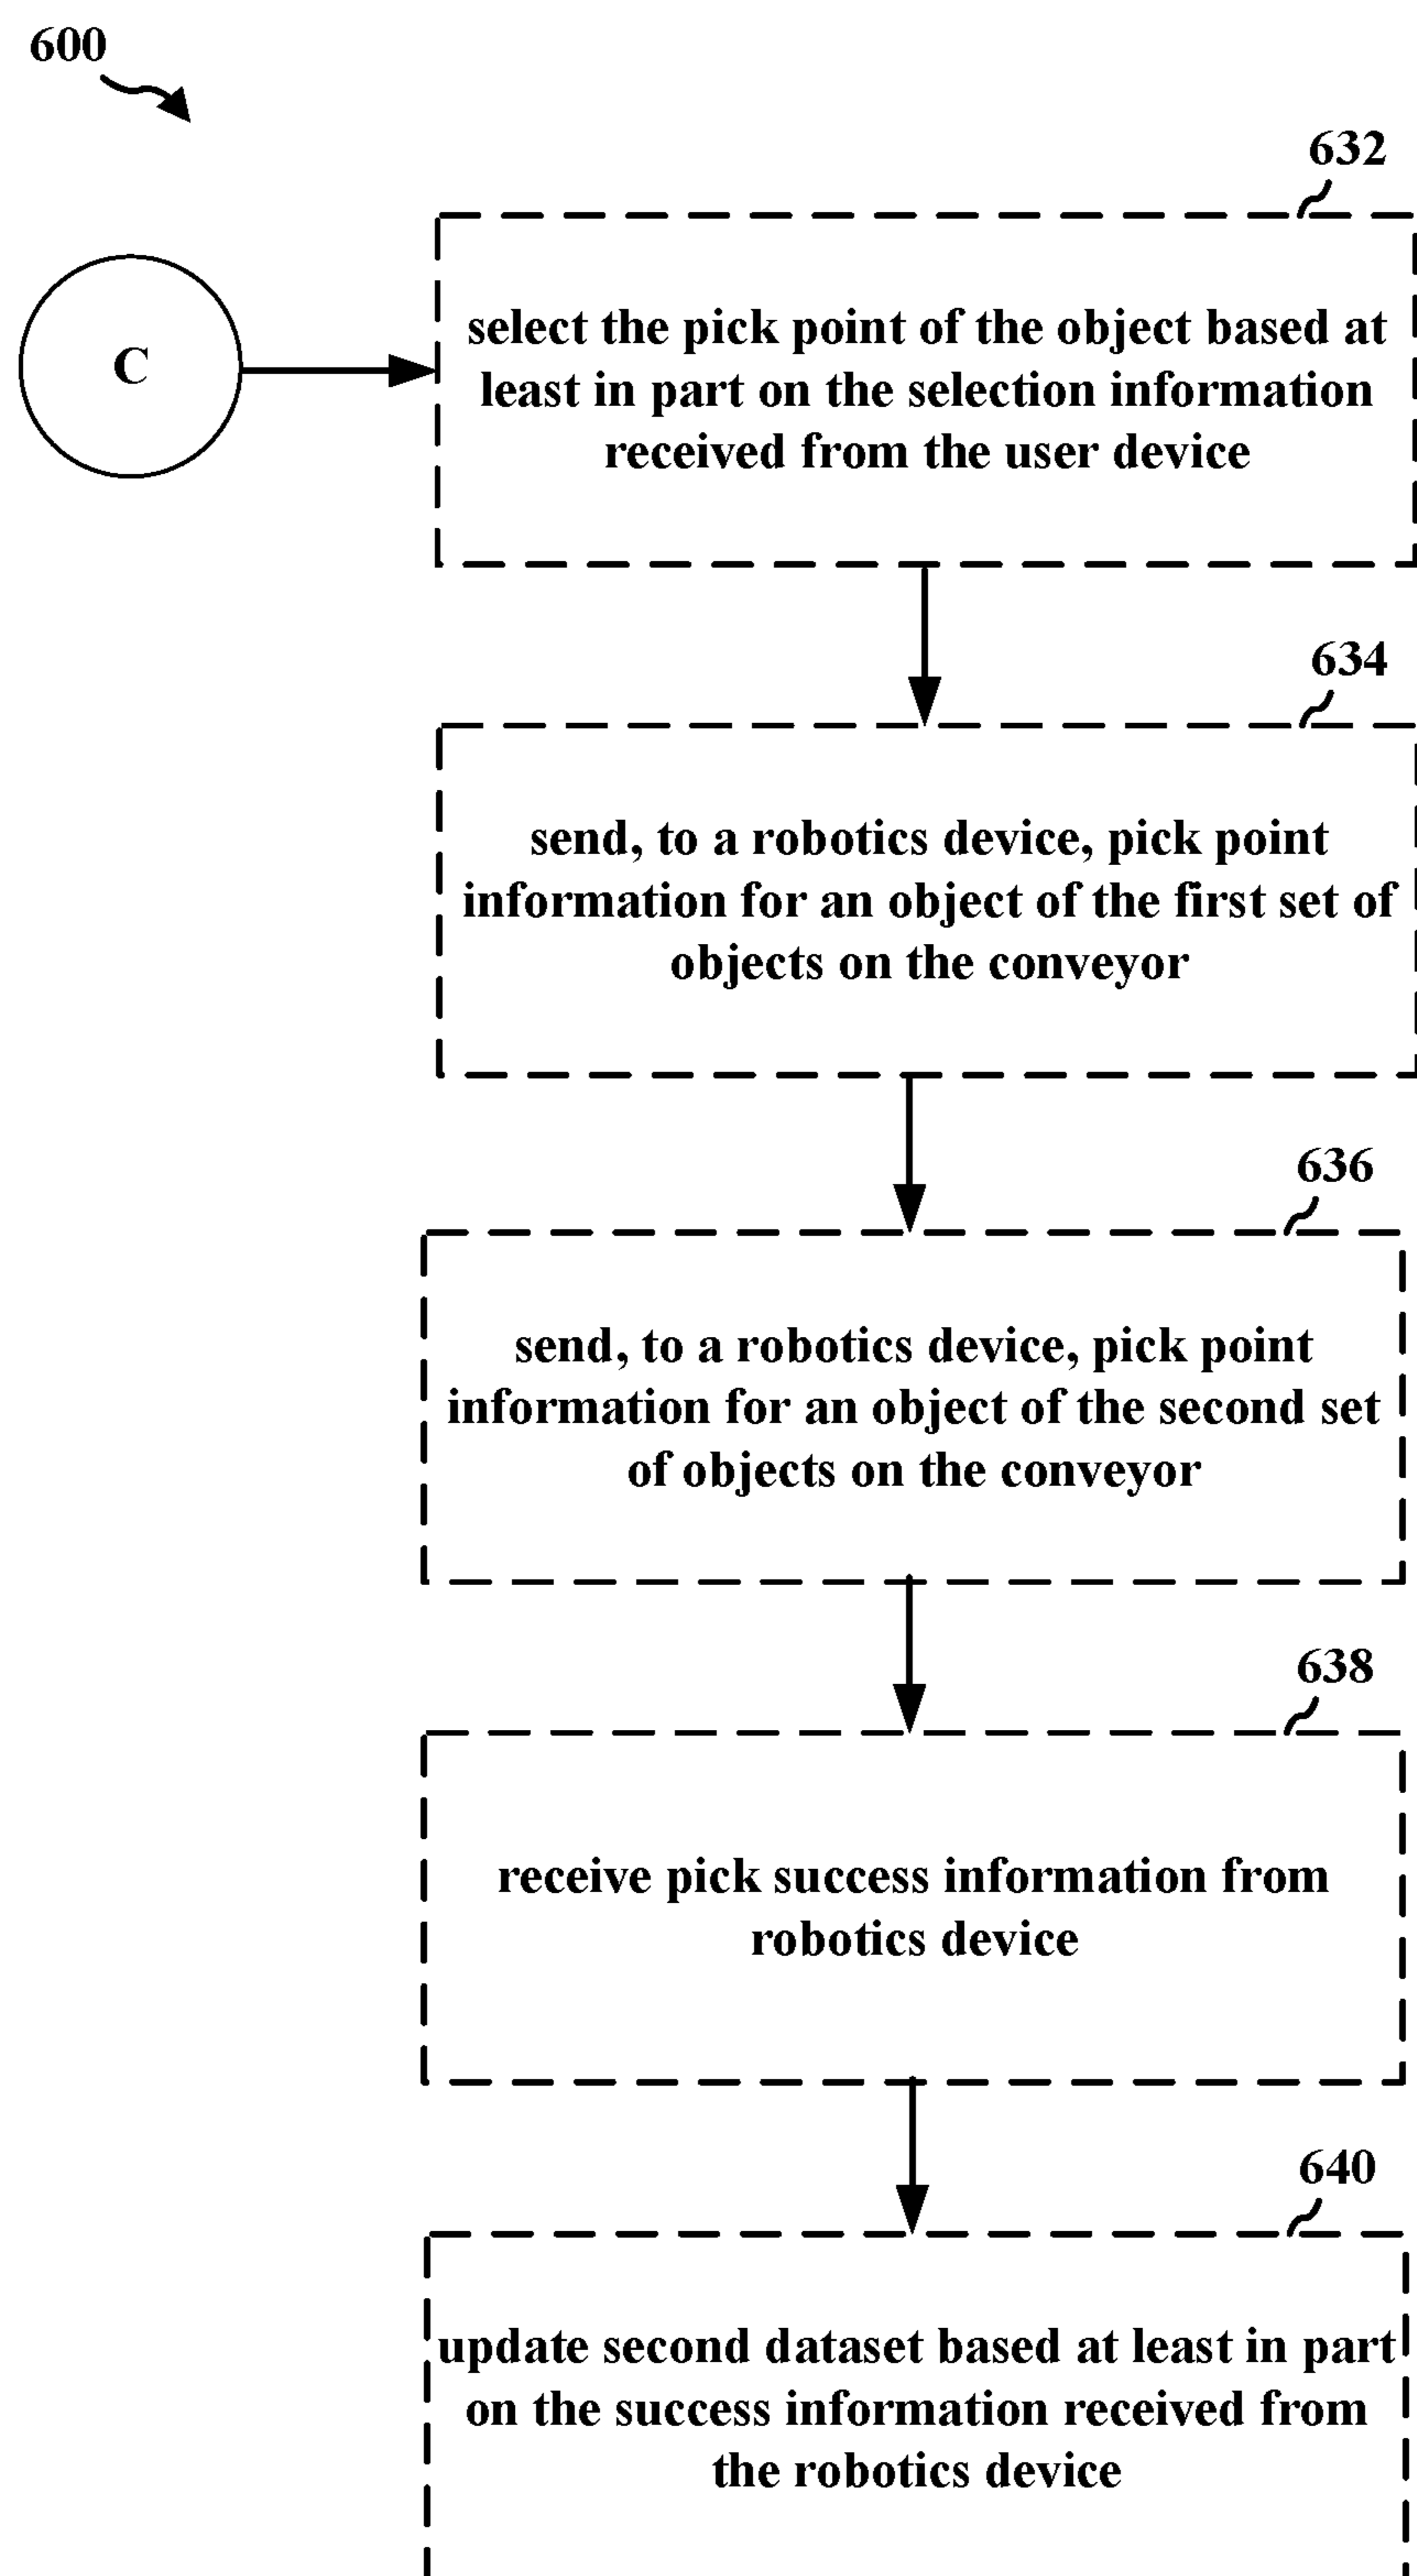 600
632
C
select the pick point of the object based at
least in part on the selection information
received from the user device
634
send, to a robotics device, pick point
information for an object of the first set of
objects on the conveyor
636
send, to a robotics device, pick point
information for an object of the second set
of objects on the conveyor
638
receive pick success information from
robotics device
640
update second dataset based at least in part
on the success information received from
the robotics device